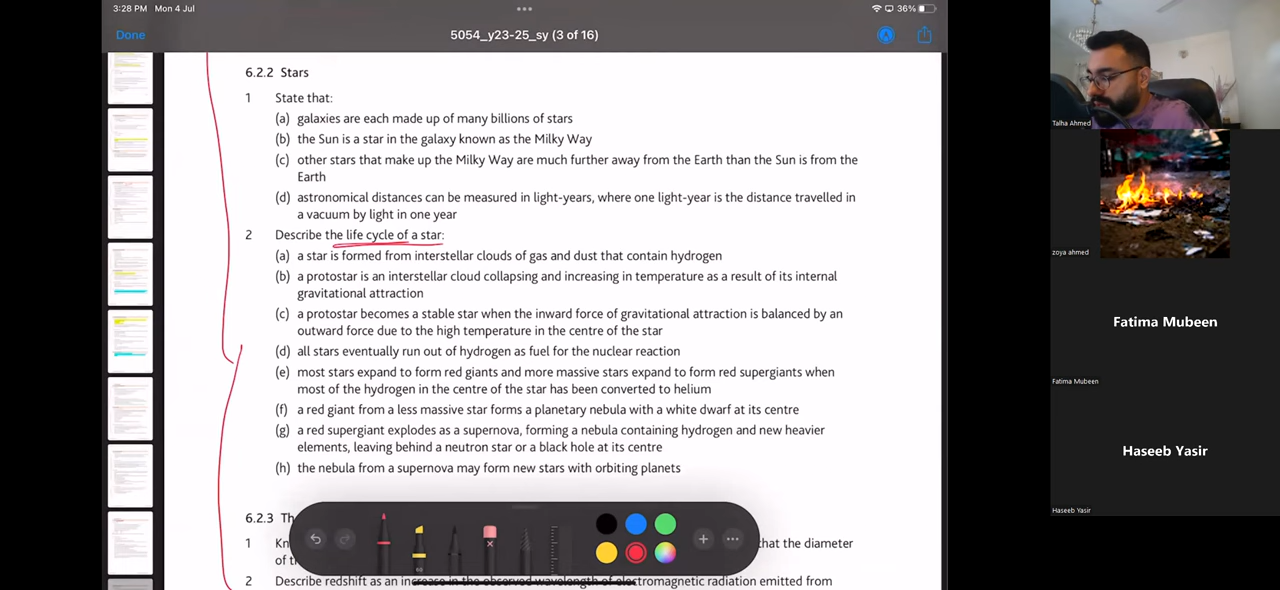 3:28 PM Mon 4 Jul
36%
Done
5054_y23-25_sy (3 of 16)
6.2.2 Stars
1 State that:
(a) galaxies are each made up of many billions of stars
(b) the Sun is a star in the galaxy known as the Milky Way
(c) other stars that make up the Milky Way are much further away from the Earth than the Sun is from the
Earth
(d) astronomical distances can be measured in light-years, where one light-year is the distance travelled in
a vacuum by light in one year
2 Describe the life cycle of a star:
(a) a star is formed from interstellar clouds of gas and dust that contain hydrogen
(b) a protostar is an interstellar cloud collapsing and increasing in temperature as a result of its internal
gravitational attraction
(c) a protostar becomes a stable star when the inward force of gravitational attraction is balanced by an
outward force due to the high temperature in the centre of the star
(d) all stars eventually run out of hydrogen as fuel for the nuclear reaction
(e) most stars expand to form red giants and more massive stars expand to form red supergiants when
most of the hydrogen in the centre of the star has been converted to helium
(f) a red giant from a less massive star forms a planetary nebula with a white dwarf at its centre
(g) a red supergiant explodes as a supernova, forming a nebula containing hydrogen and new heavier
elements, leaving behind a neutron star or a black hole at its centre
(h) the nebula from a supernova may form new stars with orbiting planets
6.2.3 Th
1 Kn
that the diameter
of th
2 Describe redshift as an increase in the observed wavelength of electromagnetic radiation emitted from
Talha Ahmed
zoya ahmed
Fatima Mubeen
Fatima Mubeen
Haseeb Yasir
Haseeb Yasir